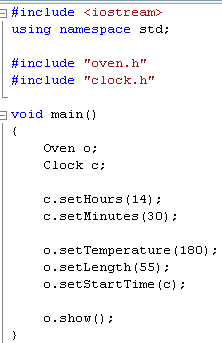 #include <iostream>
using namespace std;
#include "oven.h"
#include "clock.h"
void main()
{
Oven o;
Clock c;
c.setHours(14);
c.setMinutes(30);
o.setTemperature(180);
o.setLength(55);
o.setStartTime(c);
o.show();
}